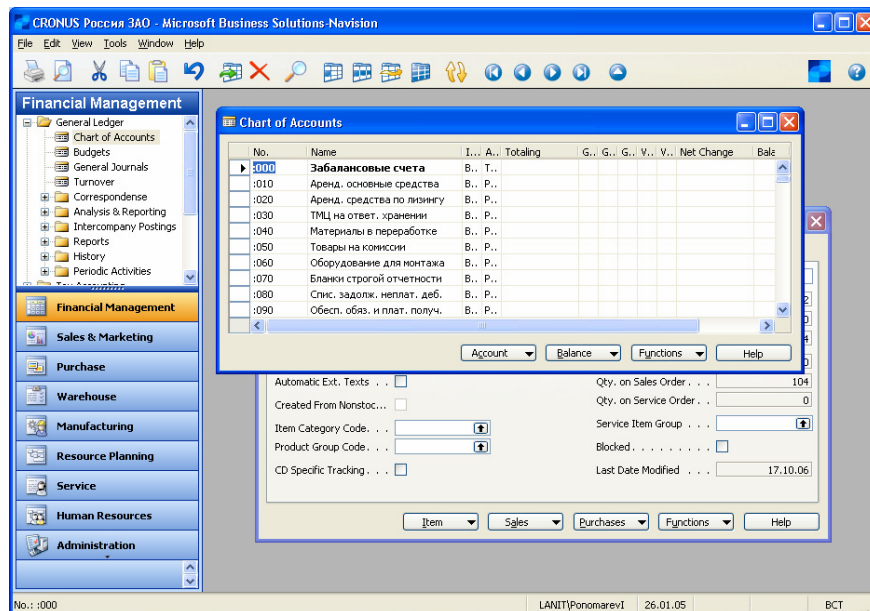 CRONUS Россия ЗАО - Microsoft Business Solutions-Navision
File Edit View Tools Window Help
Financial Management
General Ledger
Chart of Accounts
Budgets
General Journals
Turnover
Correspondense
Analysis & Reporting
Intercompany Postings
Reports
History
Periodic Activities
Financial Management
Sales & Marketing
Purchase
Warehouse
Manufacturing
Resource Planning
Service
Human Resources
Administration
Chart of Accounts
No. Name I... A.. Totaling G.. G.. G.. V.. V.. Net Change Bala
:000 Забалансовые счета B.. T..
:010 Аренд. основные средства B.. P..
:020 Аренд. средства по лизингу B.. P..
:030 ТМЦ на ответ. хранении B.. P..
:040 Материалы в переработке B.. P..
:050 Товары на комиссии B.. P..
:060 Оборудование для монтажа B.. P..
:070 Бланки строгой отчетности B.. P..
:080 Спис. задолж. неплат. деб. B.. P..
:090 Обесп. обяз. и плат. получ. B.. P..
Account Balance Functions Help
Automatic Ext. Texts . . Qty. on Sales Order . . . 104
Created From Nonstoc... Qty. on Service Order . . 0
Item Category Code. . . Service Item Group . . .
Product Group Code. . . Blocked. . . . . . . . .
CD Specific Tracking. . . Last Date Modified . . . 17.10.06
Item Sales Purchases Functions Help
No.: :000 LANIT\PonomarevI 26.01.05 ВСТ